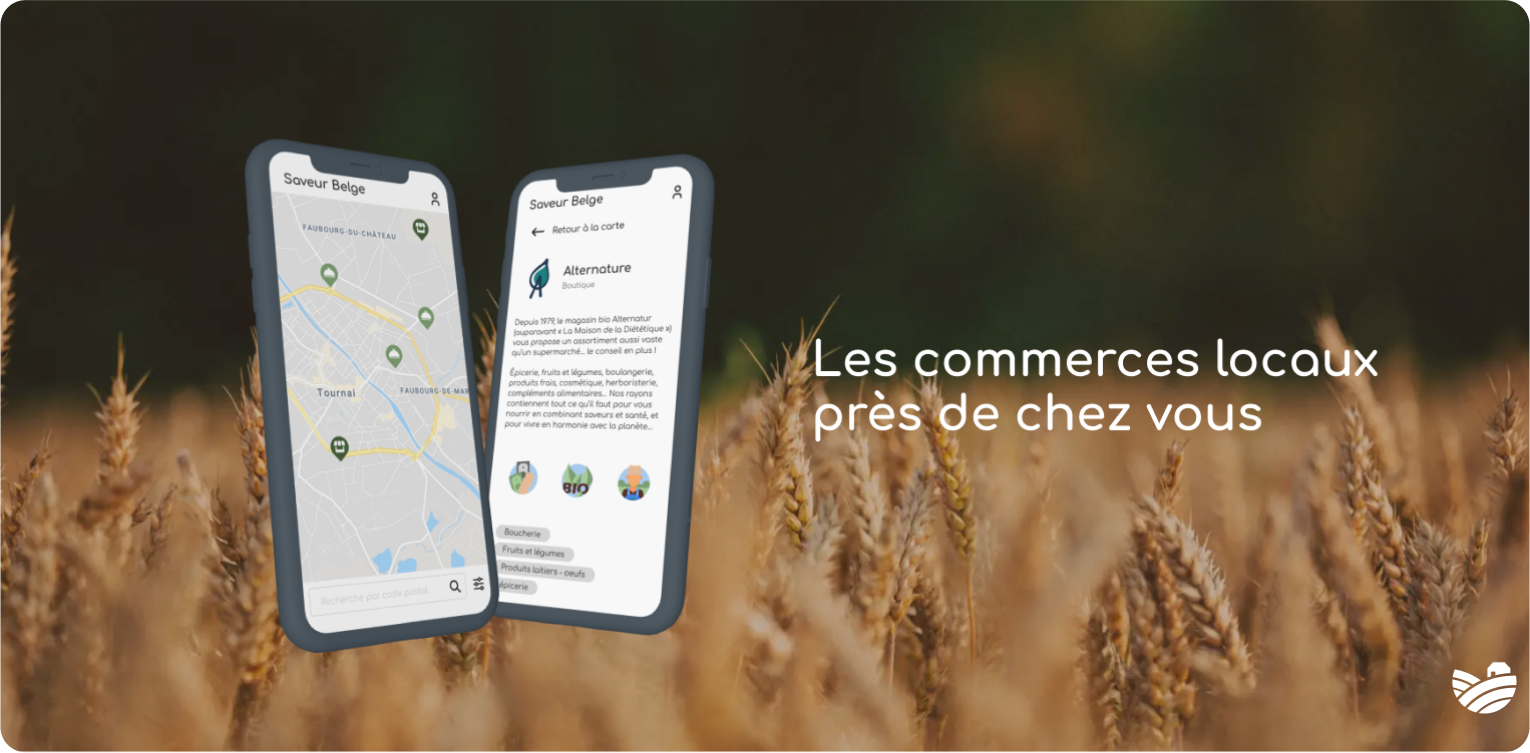 Saveur Belge
FAUBOURG-DU-CHÂTEAU
Tournai
FAUBOURG-DE-MAR
Recherche par code postal
Saveur Belge
Retour à la carte
Alternature
Boutique
Depuis 1979, le magasin bio Alternatur
(auparavant « La Maison de la Diététique »)
vous propose un assortiment aussi vaste
qu'un supermarché... le conseil en plus !
Épicerie, fruits et légumes, boulangerie,
produits frais, cosmétique, herboristerie,
compléments alimentaires... Nos rayons
contiennent tout ce qu'il faut pour vous
nourrir en combinant saveurs et santé, et
pour vivre en harmonie avec la planète...
BIO
Boucherie
Fruits et légumes
Produits laitiers - oeufs
épicerie
Les commerces locaux
près de chez vous